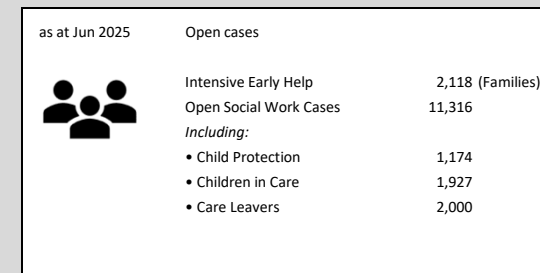 as at Jun 2025 Open cases
Intensive Early Help 2,118 (Families)
Open Social Work Cases 11,316
Including:
• Child Protection 1,174
• Children in Care 1,927
• Care Leavers 2,000